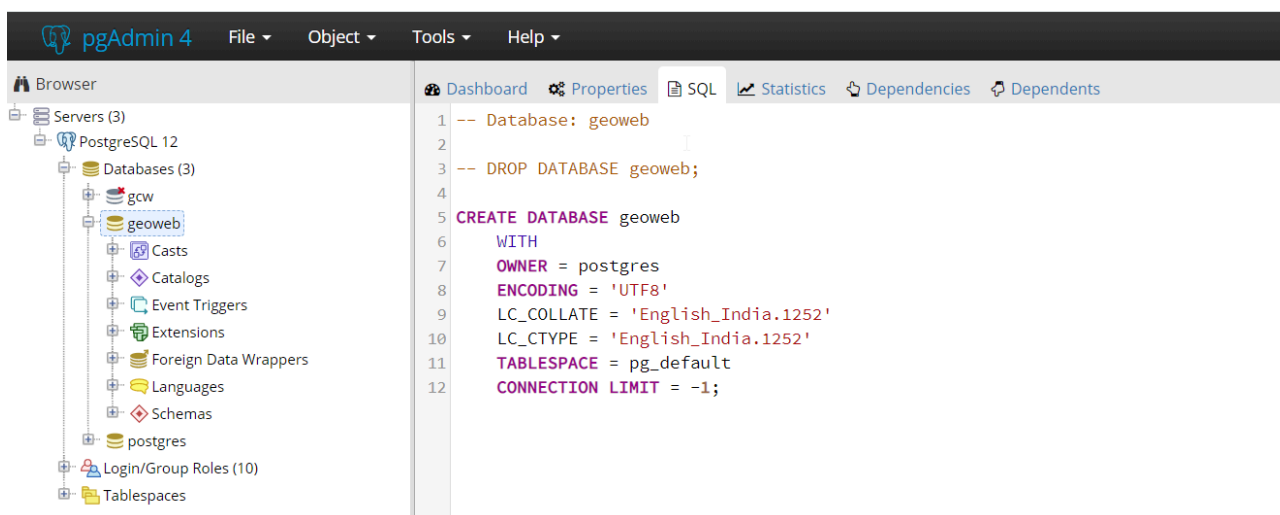 pgAdmin 4 File Object Tools Help
Browser
Dashboard Properties SQL Statistics Dependencies Dependents
Servers (3)
PostgreSQL 12
Databases (3)
gcw
geoweb
Casts
Catalogs
Event Triggers
Extensions
Foreign Data Wrappers
Languages
Schemas
postgres
Login/Group Roles (10)
Tablespaces
1 -- Database: geoweb
2
3 -- DROP DATABASE geoweb;
4
5 CREATE DATABASE geoweb
6 WITH
7 OWNER = postgres
8 ENCODING = 'UTF8'
9 LC_COLLATE = 'English_India.1252'
10 LC_CTYPE = 'English_India.1252'
11 TABLESPACE = pg_default
12 CONNECTION LIMIT = -1;